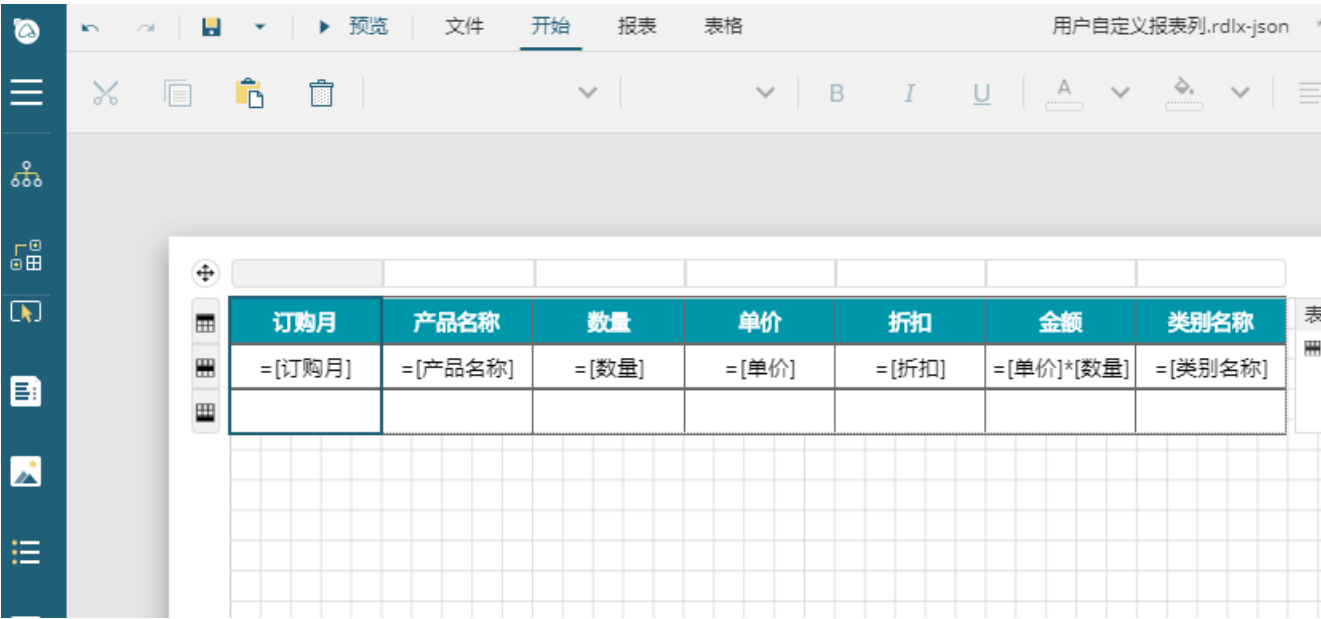 预览 文件 开始 报表 表格 用户自定义报表列.rdlx-json *
B I U A
订购月 产品名称 数量 单价 折扣 金额 类别名称 表
=[订购月] =[产品名称] =[数量] =[单价] =[折扣] =[单价]*[数量] =[类别名称]